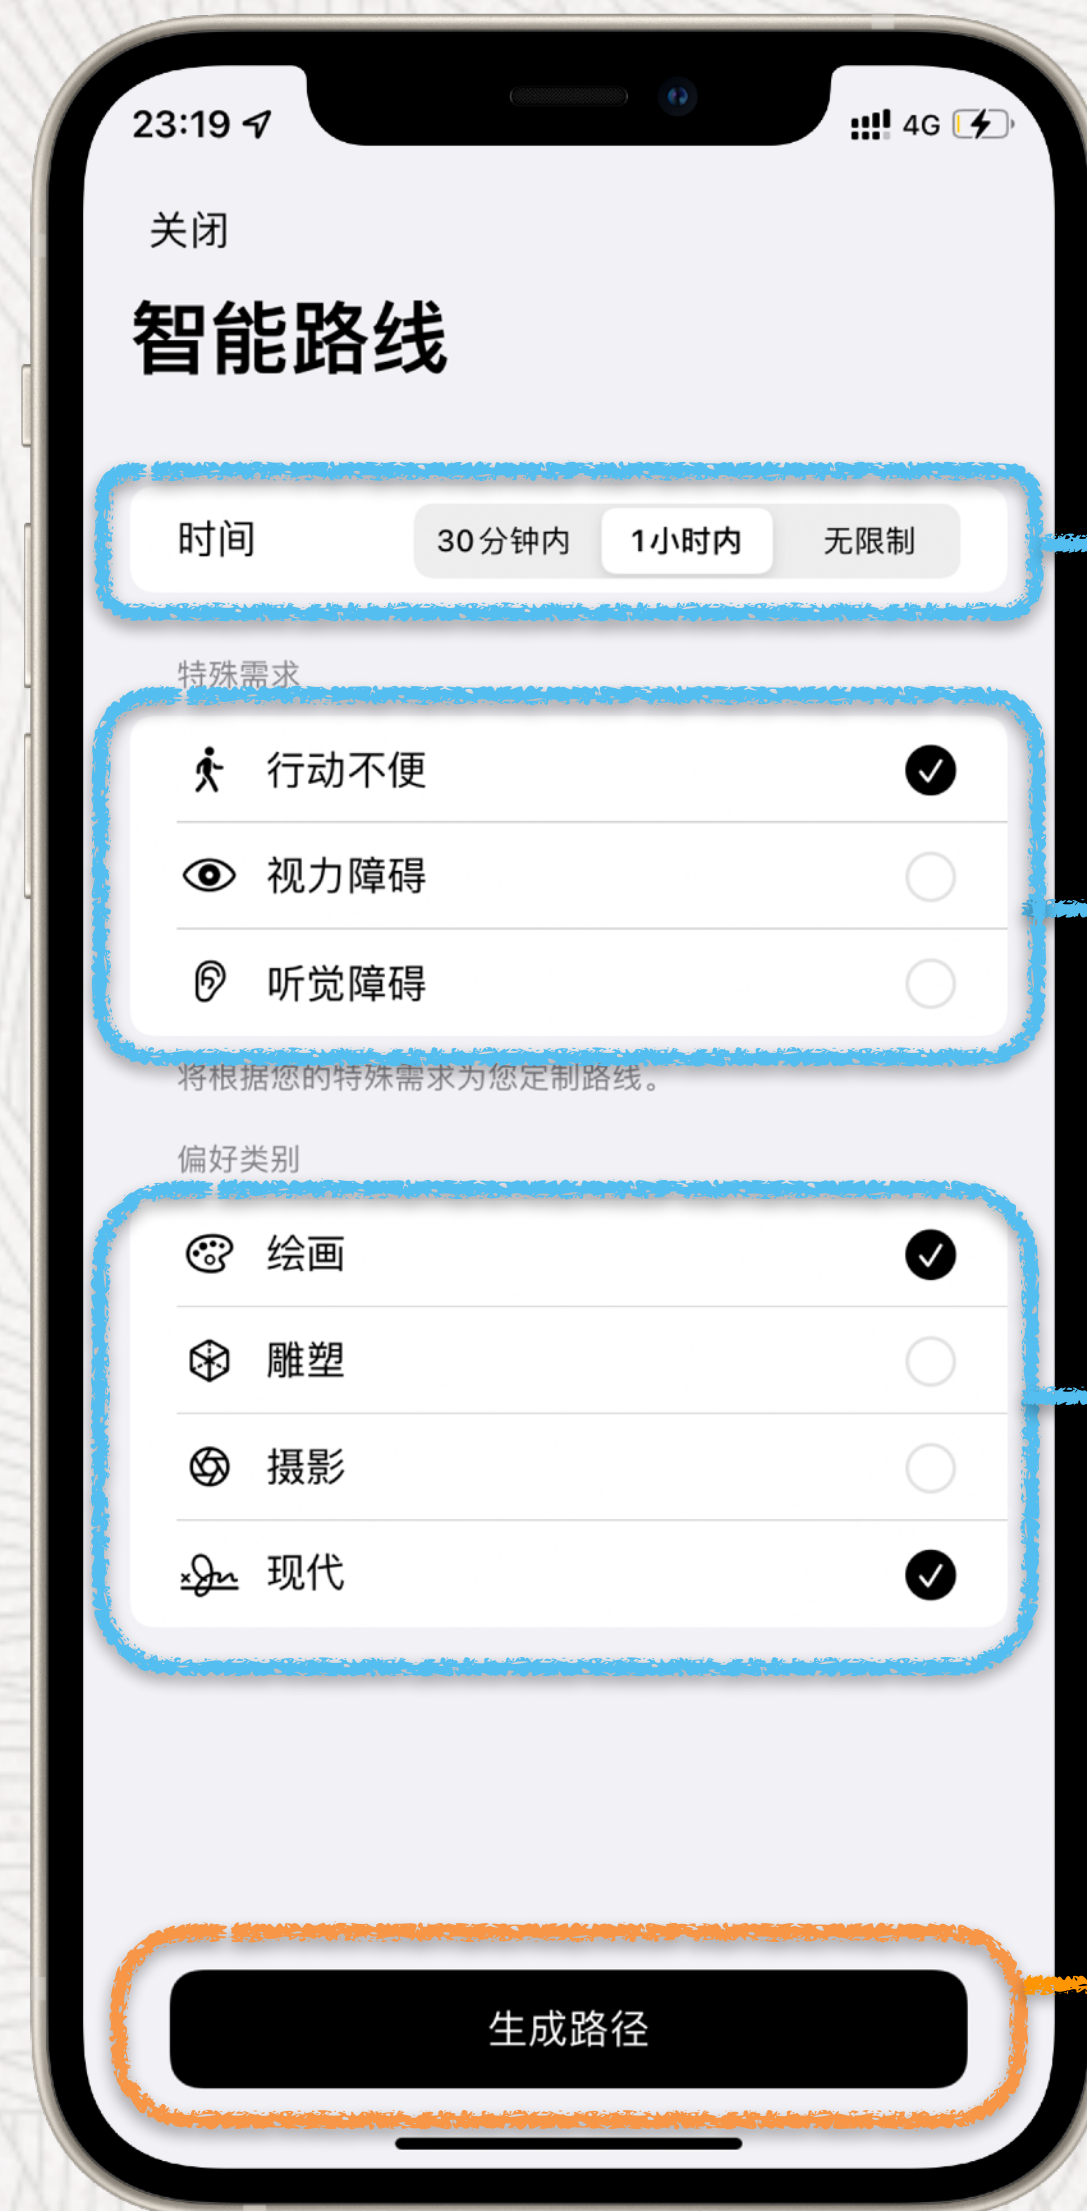 23:19 4G
关闭
智能路线
时间 30分钟内 1小时内 无限制
特殊需求
行动不便
视力障碍
听觉障碍
将根据您的特殊需求为您定制路线。
偏好类别
绘画
雕塑
摄影
现代
生成路径